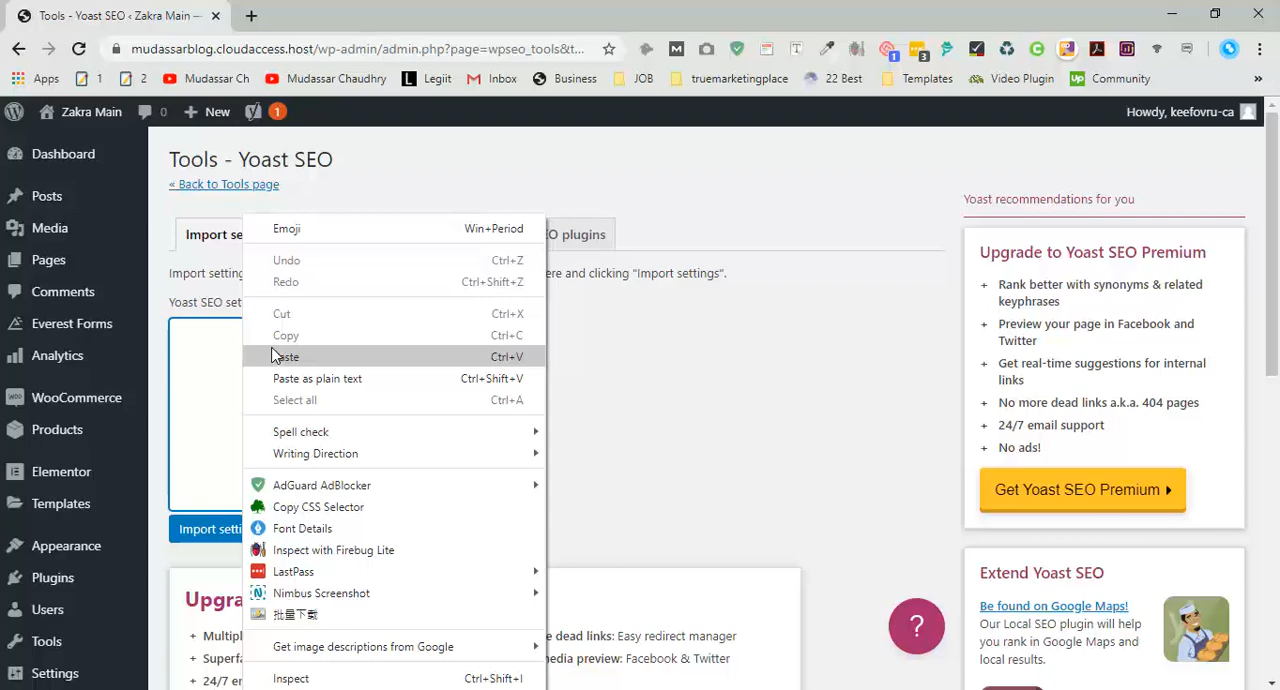 Tools - Yoast SEO ‹ Zakra Main —
mudassarblog.cloudaccess.host/wp-admin/admin.php?page=wpseo_tools&t...
1
3
Apps
1
2
Mudassar Ch
Mudassar Chaudhry
Legiit
Inbox
Business
JOB
truemarketingplace
22 Best
Templates
Video Plugin
Community
»
Zakra Main
0
New
1
Howdy, keefovru-ca
Dashboard
Posts
Media
Pages
Comments
Everest Forms
Analytics
WooCommerce
Products
Elementor
Templates
Appearance
Plugins
Users
Tools
Settings
Tools - Yoast SEO
« Back to Tools page
Import se
O plugins
Import setting
ere and clicking "Import settings".
Yoast SEO set
Import setti
Emoji Win+Period
Undo Ctrl+Z
Redo Ctrl+Shift+Z
Cut Ctrl+X
Copy Ctrl+C
Paste Ctrl+V
Paste as plain text Ctrl+Shift+V
Select all Ctrl+A
Spell check
Writing Direction
AdGuard AdBlocker
Copy CSS Selector
Font Details
Inspect with Firebug Lite
LastPass
Nimbus Screenshot
批量下载
Get image descriptions from Google
Inspect Ctrl+Shift+I
Upgra
+ Multipl
+ Superfa
+ 24/7 e
e dead links: Easy redirect manager
nedia preview: Facebook & Twitter
Yoast recommendations for you
Upgrade to Yoast SEO Premium
+ Rank better with synonyms & related
keyphrases
+ Preview your page in Facebook and
Twitter
+ Get real-time suggestions for internal
links
+ No more dead links a.k.a. 404 pages
+ 24/7 email support
+ No ads!
Get Yoast SEO Premium
Extend Yoast SEO
Be found on Google Maps!
Our Local SEO plugin will help
you rank in Google Maps and
local results.
?